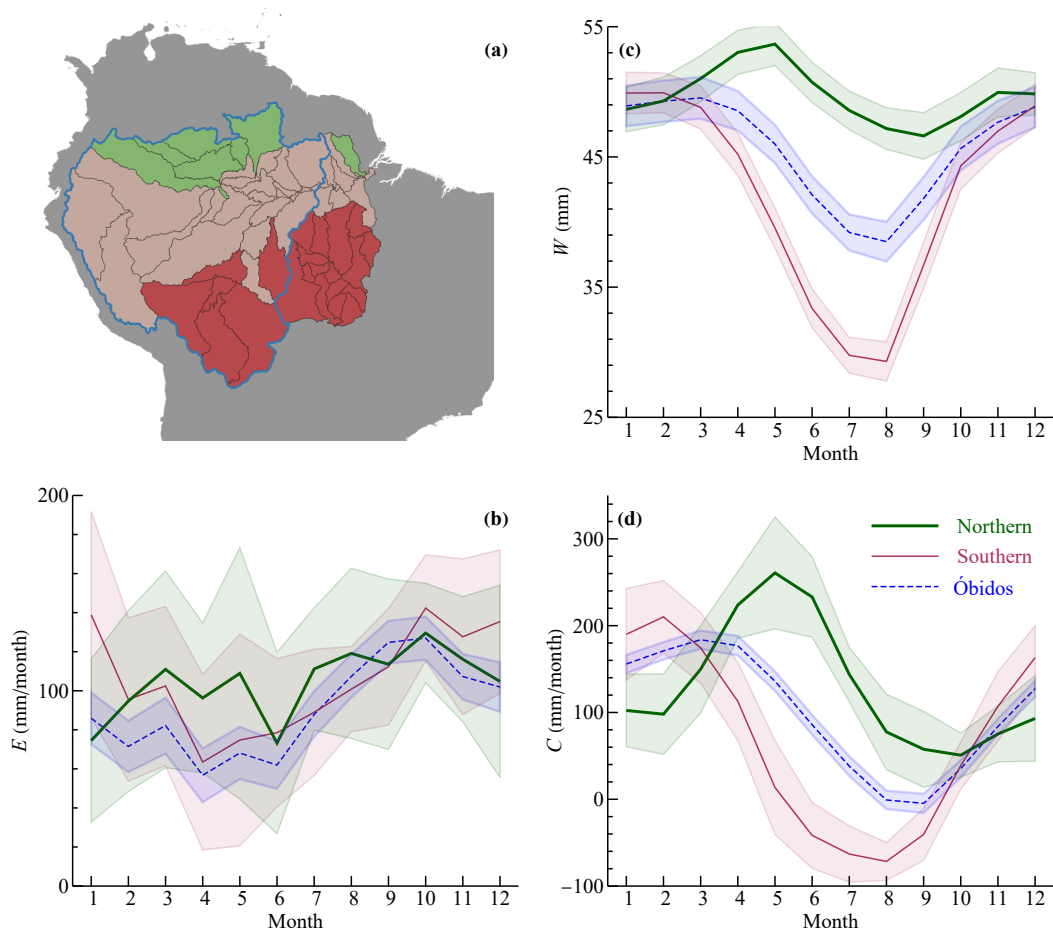 (a)
55
45
35
25
W (mm)
(c)
1 2 3 4 5 6 7 8 9 10 11 12
Month
200
100
0
E (mm/month)
(b)
1 2 3 4 5 6 7 8 9 10 11 12
Month
300
200
100
0
−100
C (mm/month)
(d)
Northern
Southern
Óbidos
1 2 3 4 5 6 7 8 9 10 11 12
Month